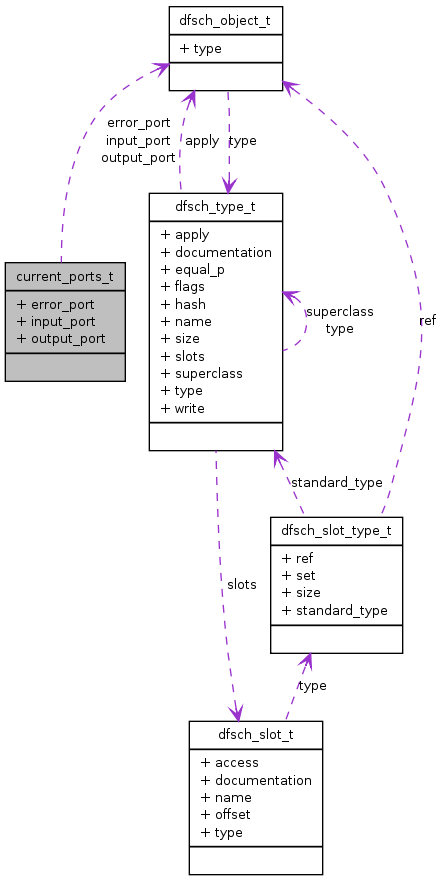 dfsch_object_t
+ type
error_port
input_port
output_port
apply
type
dfsch_type_t
+ apply
+ documentation
+ equal_p
+ flags
+ hash
+ name
+ size
+ slots
+ superclass
+ type
+ write
current_ports_t
+ error_port
+ input_port
+ output_port
superclass
type
ref
standard_type
dfsch_slot_type_t
+ ref
+ set
+ size
+ standard_type
slots
type
dfsch_slot_t
+ access
+ documentation
+ name
+ offset
+ type